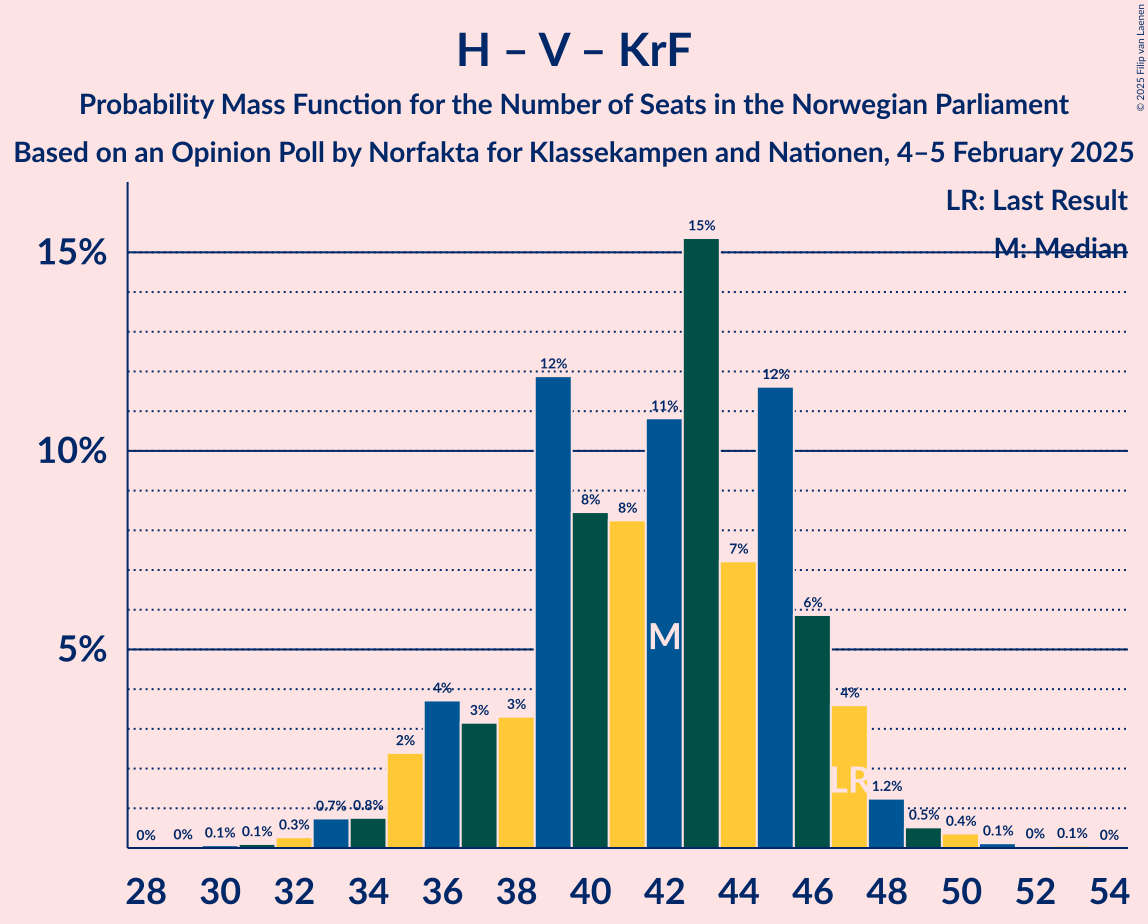 H – V – KrF
Probability Mass Function for the Number of Seats in the Norwegian Parliament
Based on an Opinion Poll by Norfakta for Klassekampen and Nationen, 4–5 February 2025
© 2025 Filip van Laenen
LR: Last Result
M: Median
15%
10%
5%
0% 0% 0.1% 0.1% 0.3% 0.7% 0.8% 2% 4% 3% 3% 12% 8% 8% 11% 15% 7% 12% 6% 4% 1.2% 0.5% 0.4% 0.1% 0% 0.1% 0%
M
LR
28 30 32 34 36 38 40 42 44 46 48 50 52 54